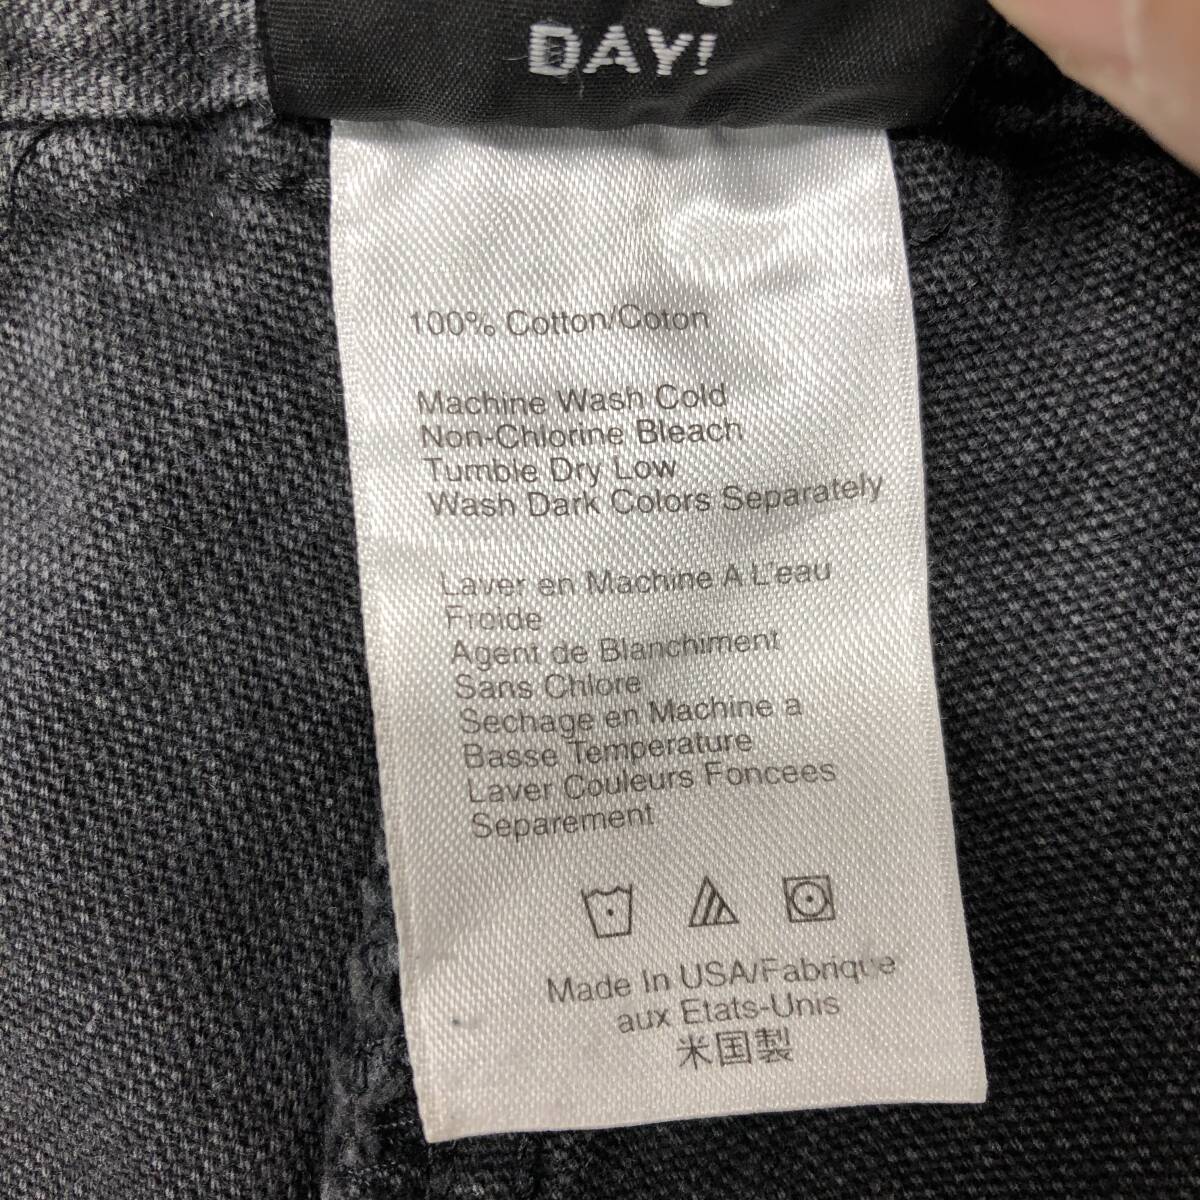 DAY!
100% Cotton/Coton
Machine Wash Cold
Non-Chlorine Bleach
Tumble Dry Low
Wash Dark Colors Separately
Laver en Machine A L'eau
Froide
Agent de Blanchiment
Sans Chlore
Sechage en Machine a
Basse Temperature
Laver Couleurs Foncees
Separement
Made In USA/Fabrique
aux Etats-Unis
米国製